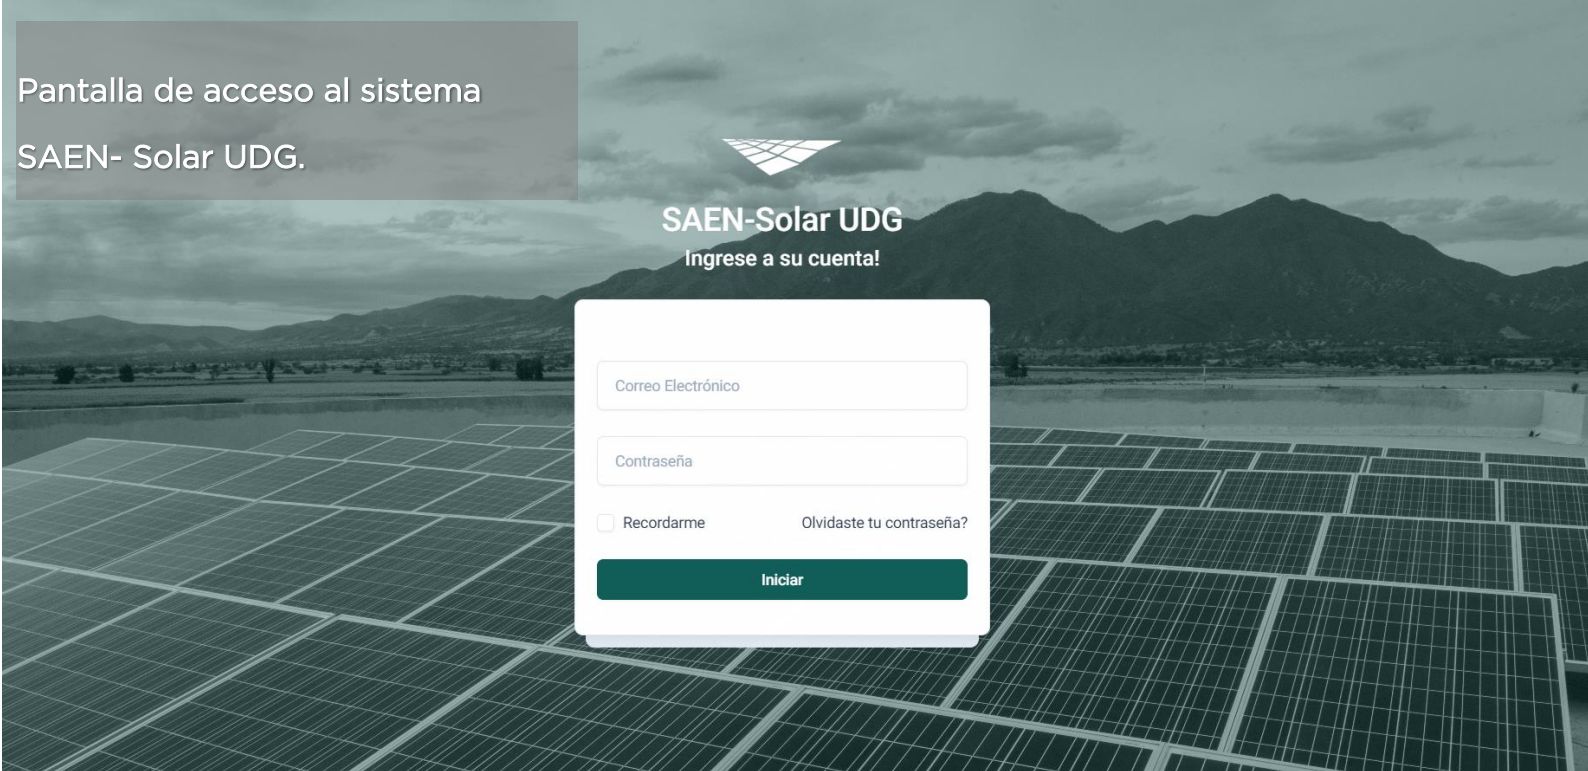 Pantalla de acceso al sistema
SAEN- Solar UDG.
SAEN-Solar UDG
Ingrese a su cuenta!
Correo Electrónico
Contraseña
Recordarme
Olvidaste tu contraseña?
Iniciar